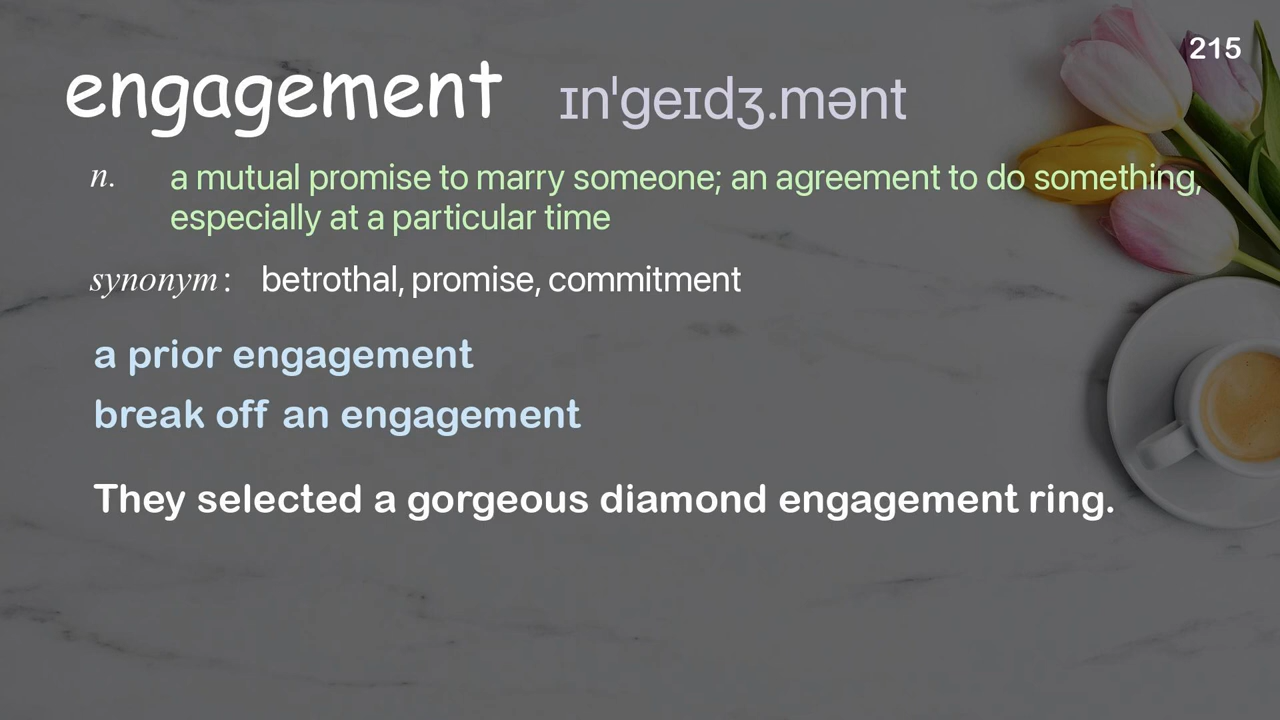 215
engagement ɪnˈgeɪdʒ.mənt
n. a mutual promise to marry someone; an agreement to do something,
especially at a particular time
synonym: betrothal, promise, commitment
a prior engagement
break off an engagement
They selected a gorgeous diamond engagement ring.